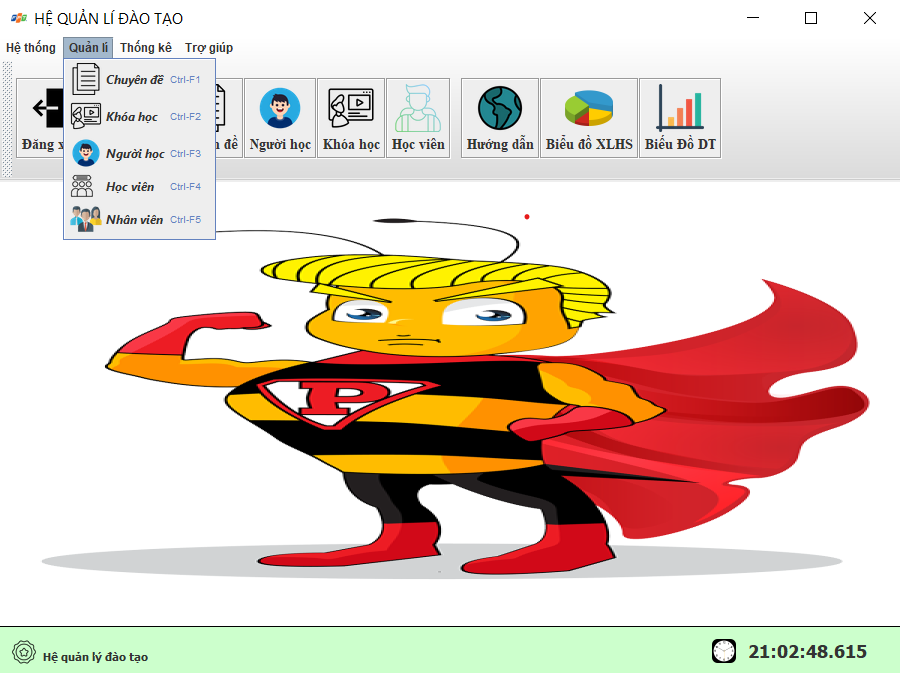 HỆ QUẢN LÍ ĐÀO TẠO
Hệ thống Quản lí Thống kê Trợ giúp
Chuyên đề Ctrl-F1
Khóa học Ctrl-F2
Người học Ctrl-F3
Học viên Ctrl-F4
Nhân viên Ctrl-F5
Đăng x đề Người học Khóa học Học viên Hướng dẫn Biểu đồ XLHS Biểu Đồ DT
P
Hệ quản lý đào tạo 21:02:48.615